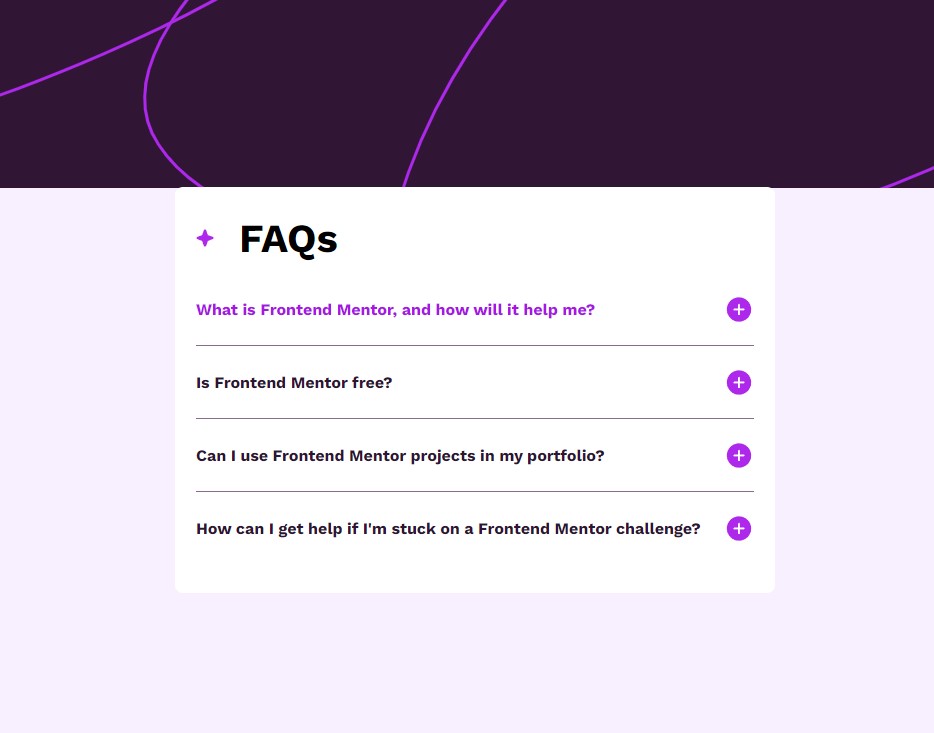 FAQs
What is Frontend Mentor, and how will it help me?
Is Frontend Mentor free?
Can I use Frontend Mentor projects in my portfolio?
How can I get help if I'm stuck on a Frontend Mentor challenge?